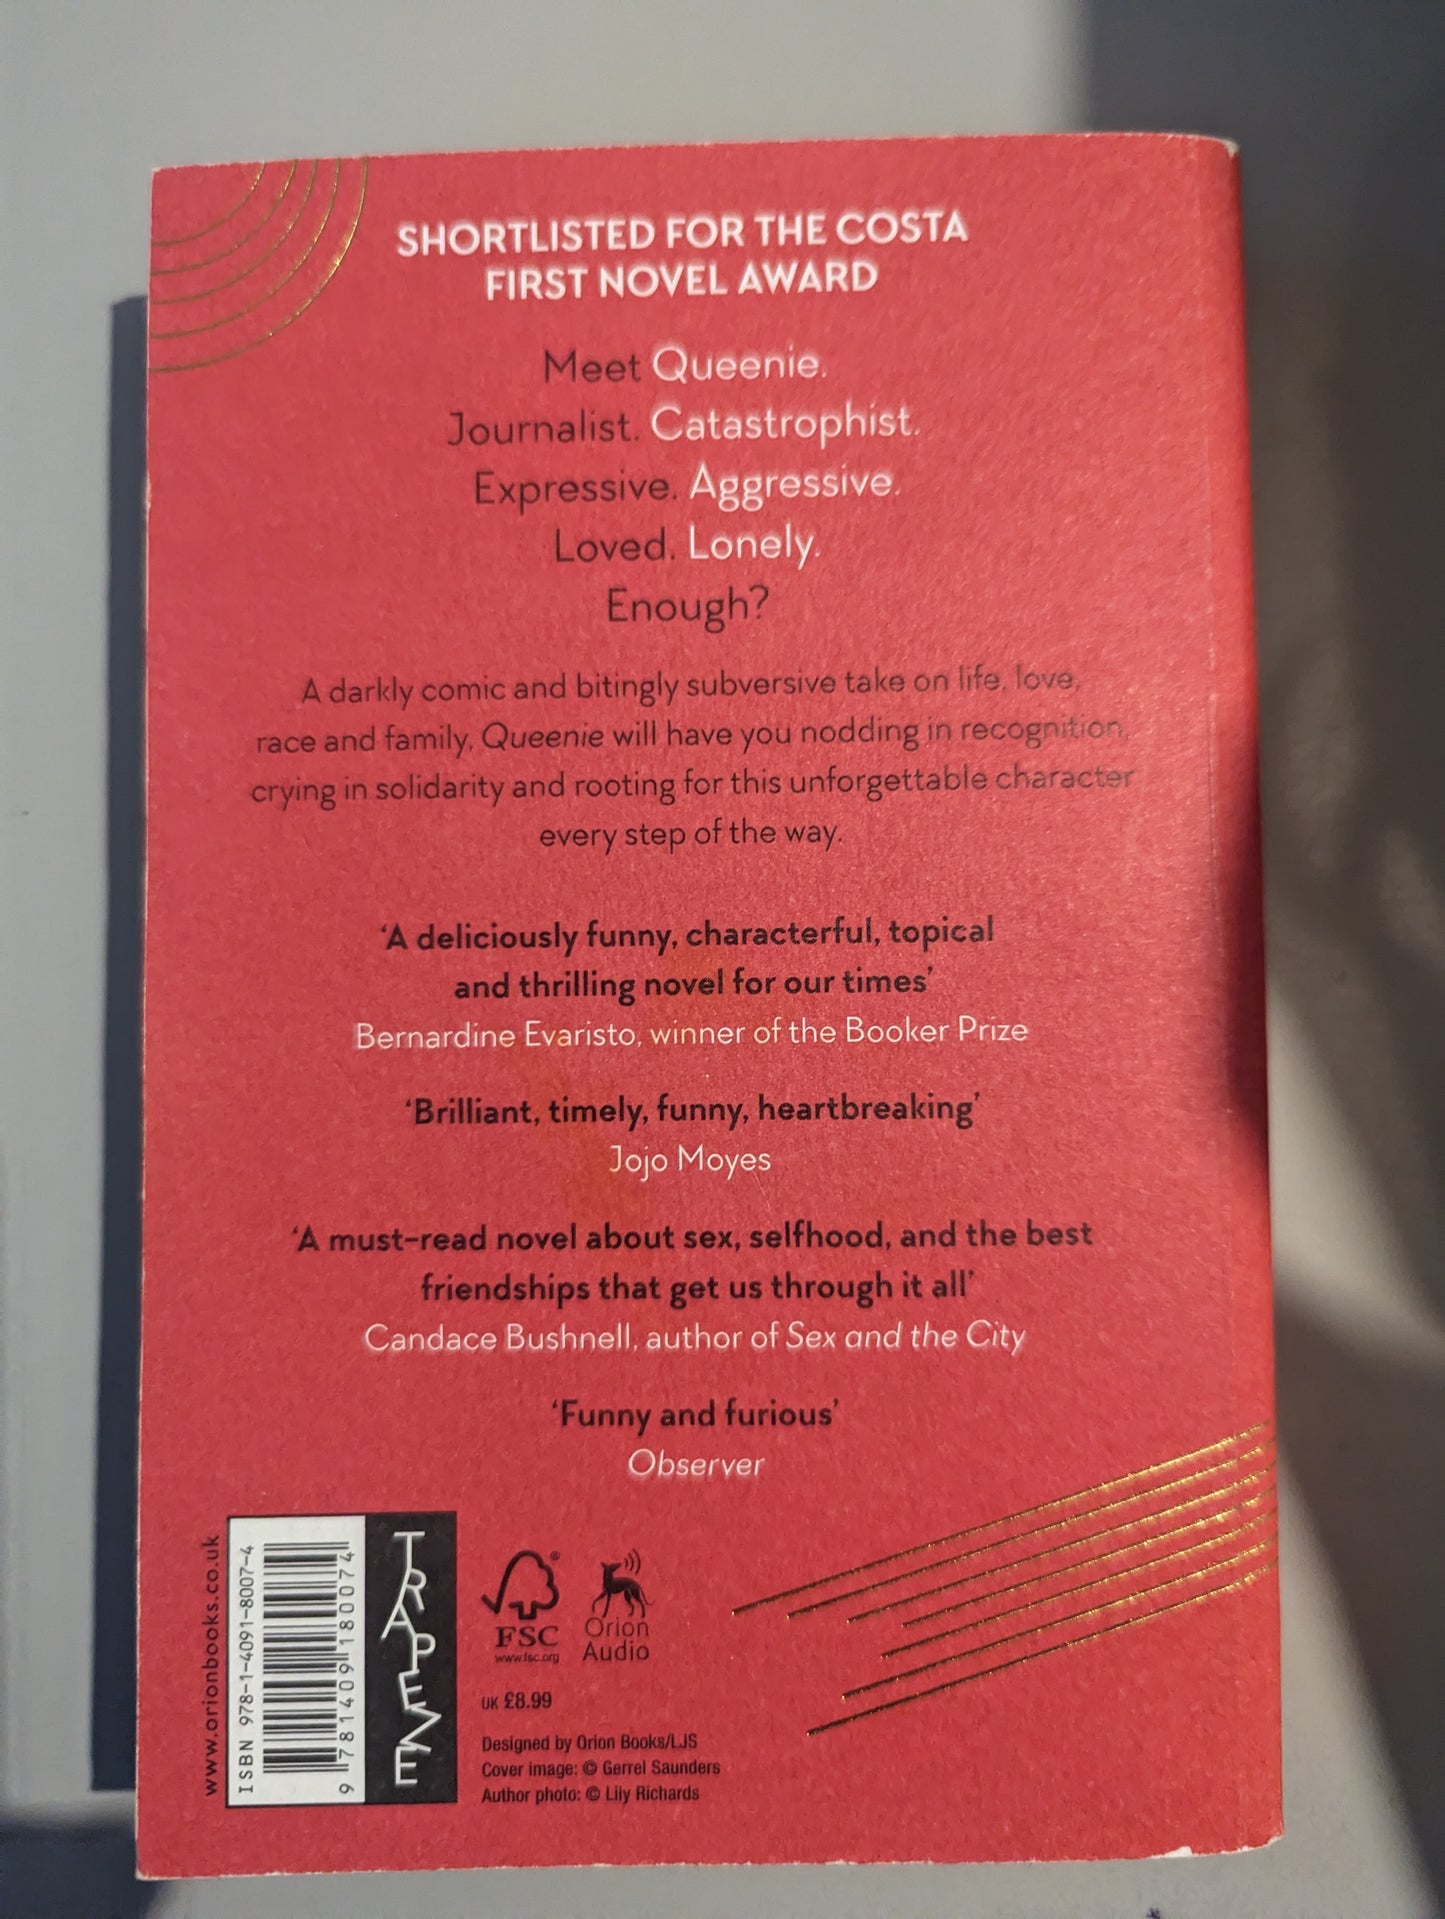 SHORTLISTED FOR THE COSTA
FIRST NOVEL AWARD
Meet Queenie.
Journalist. Catastrophist.
Expressive. Aggressive.
Loved. Lonely.
Enough?
A darkly comic and bitingly subversive take on life, love,
race and family, Queenie will have you nodding in recognition,
crying in solidarity and rooting for this unforgettable character
every step of the way.
‘A deliciously funny, characterful, topical
and thrilling novel for our times’
Bernardine Evaristo, winner of the Booker Prize
‘Brilliant, timely, funny, heartbreaking’
Jojo Moyes
‘A must-read novel about sex, selfhood, and the best
friendships that get us through it all’
Candace Bushnell, author of Sex and the City
‘Funny and furious’
Observer
www.orionbooks.co.uk
ISBN 978-1-4091-8007-4
9 781409 180074
TRAPEZE
FSC
www.fsc.org
Orion
Audio
UK £8.99
Designed by Orion Books/LJS
Cover image: © Gerrel Saunders
Author photo: © Lily Richards